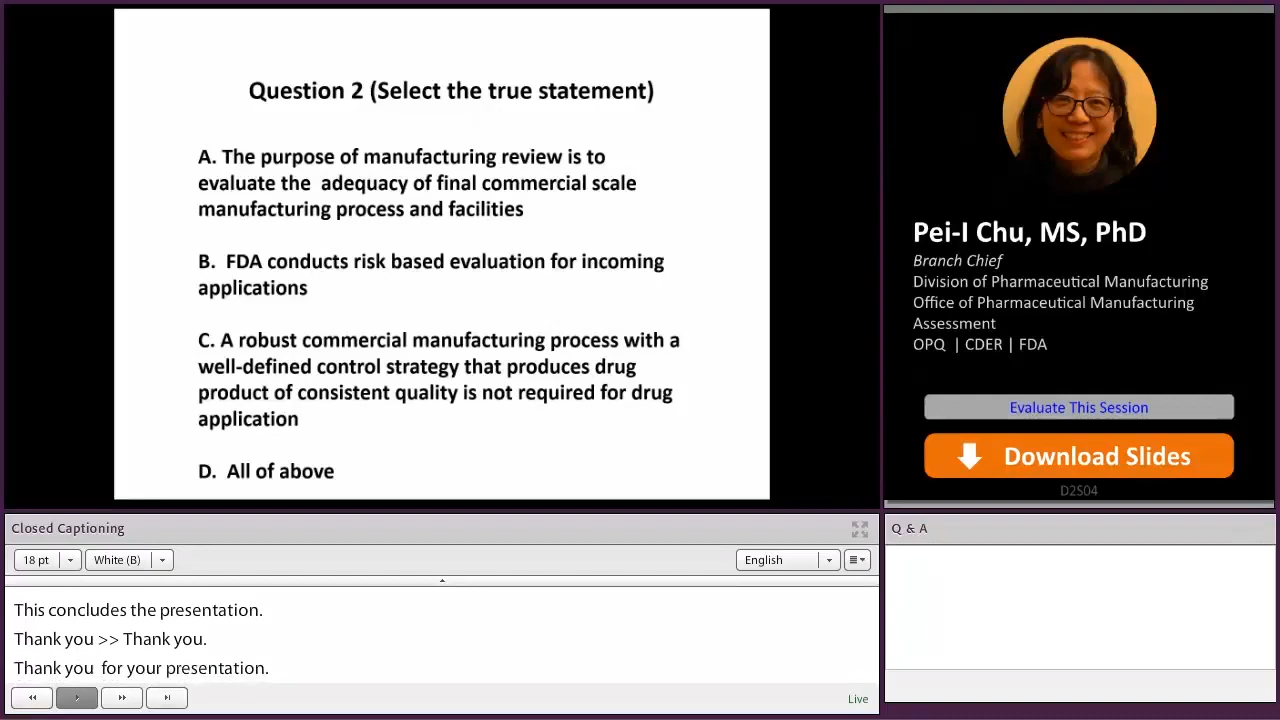 Question 2 (Select the true statement)
A. The purpose of manufacturing review is to
evaluate the  adequacy of final commercial scale
manufacturing process and facilities
B.  FDA conducts risk based evaluation for incoming
applications
C. A robust commercial manufacturing process with a
well-defined control strategy that produces drug
product of consistent quality is not required for drug
application
D.  All of above
Pei-I Chu, MS, PhD
Branch Chief
Division of Pharmaceutical Manufacturing
Office of Pharmaceutical Manufacturing
Assessment
OPQ  | CDER | FDA
Evaluate This Session
Download Slides
D2S04
Closed Captioning
18 pt
White (B)
English
This concludes the presentation.
Thank you >> Thank you.
Thank you  for your presentation.
Live
Q & A